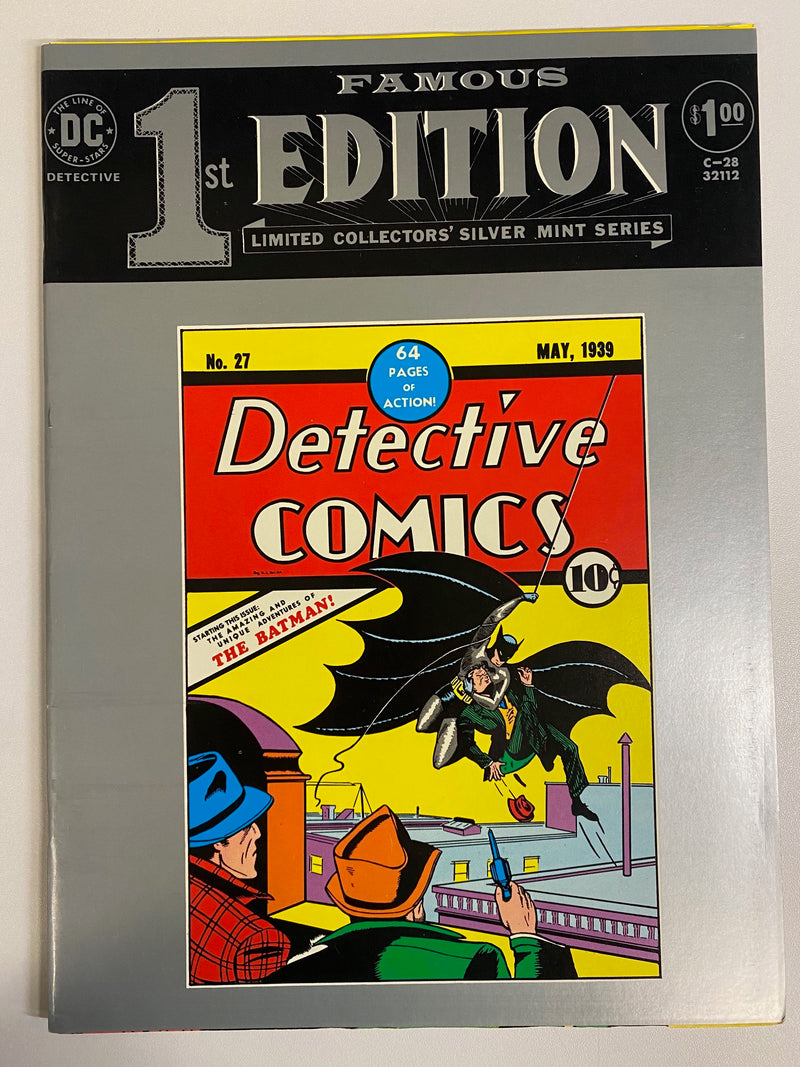 THE LINE OF
DC
SUPER-STARS
DETECTIVE
1st
FAMOUS
EDITION
$1.00
C-28
32112
LIMITED COLLECTORS' SILVER MINT SERIES
No. 27
64
PAGES
OF
ACTION!
MAY, 1939
Detective
COMICS
10¢
STARTING THIS ISSUE:
THE AMAZING AND
UNIQUE ADVENTURES OF
THE BATMAN!